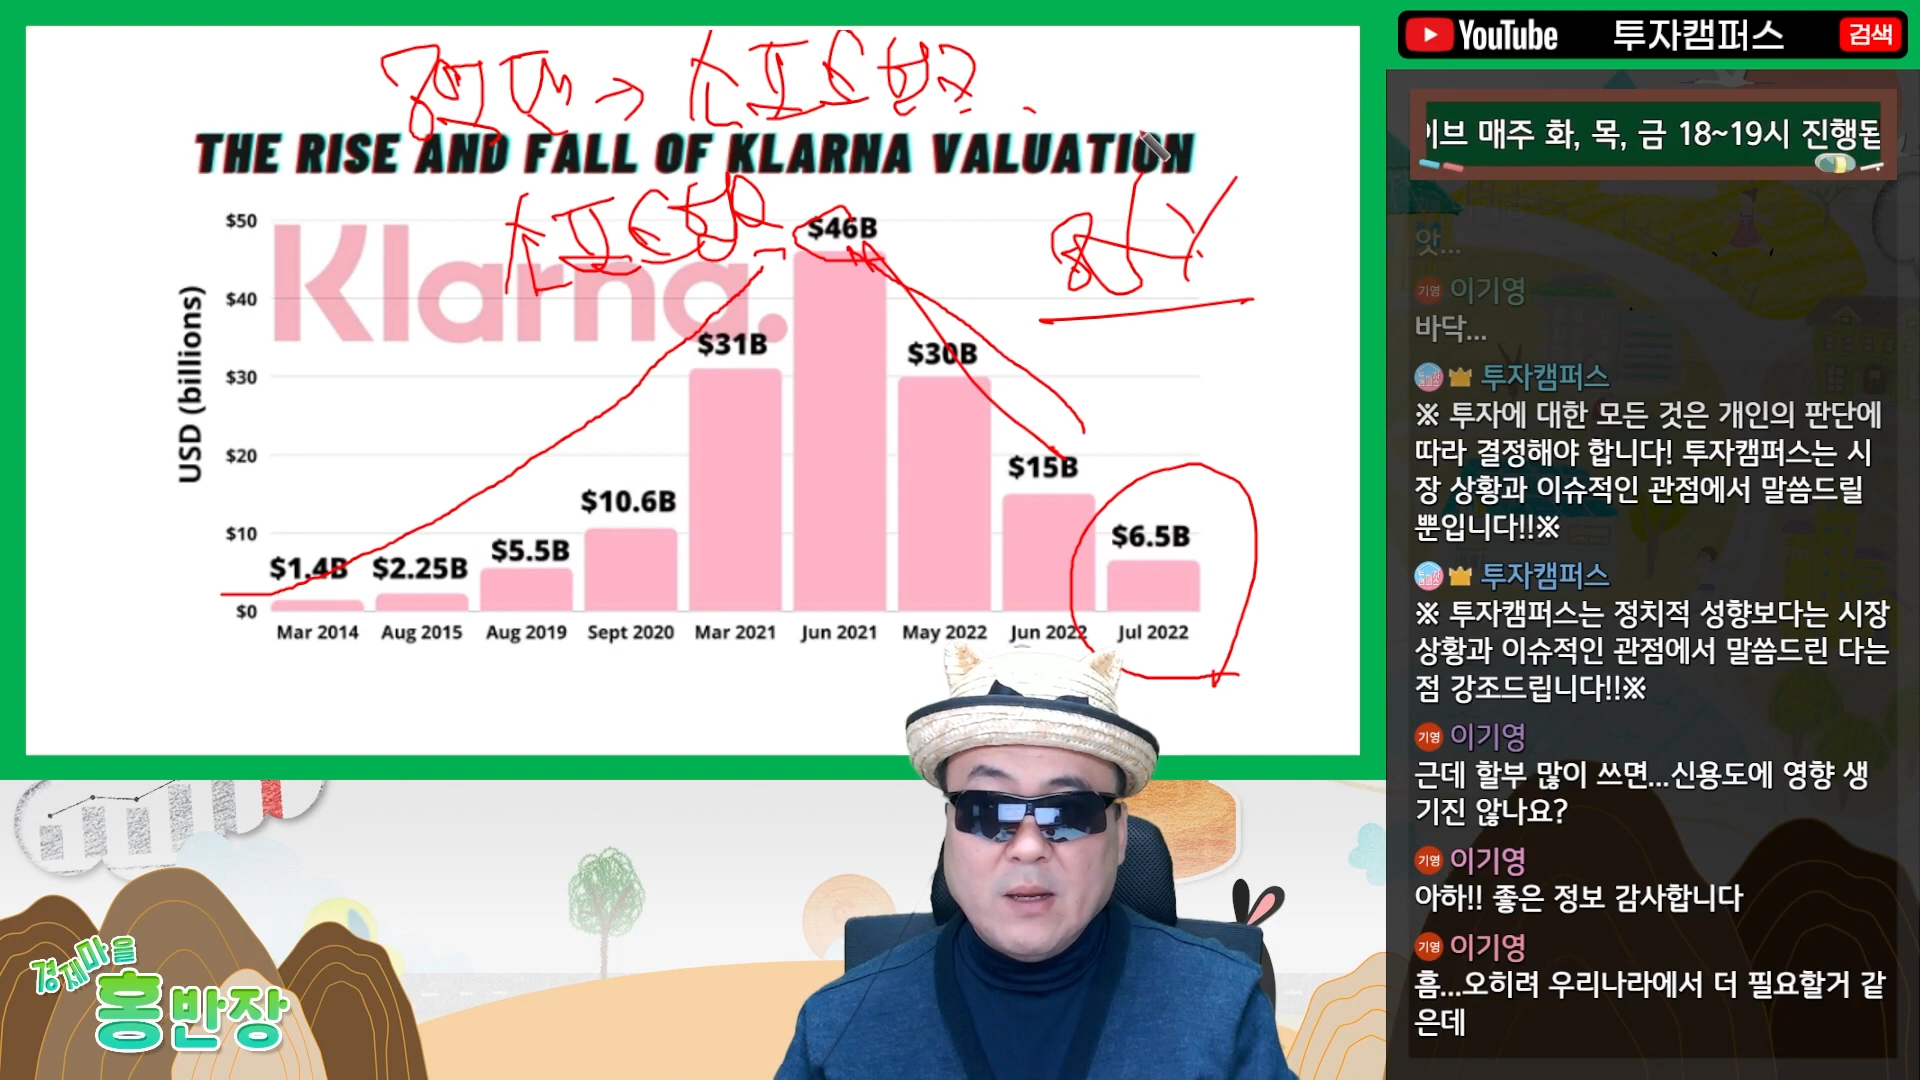 YouTube 투자캠퍼스 검색
이브 매주 화, 목, 금 18~19시 진행됩
THE RISE AND FALL OF KLARNA VALUATION
Klarna.
USD (billions)
$50
$40
$30
$20
$10
$0
$1.4B
$2.25B
$5.5B
$10.6B
$31B
$46B
$30B
$15B
$6.5B
Mar 2014
Aug 2015
Aug 2019
Sept 2020
Mar 2021
Jun 2021
May 2022
Jun 2022
Jul 2022
앗...
기영 이기영
바닥...
투자캠퍼스
※ 투자에 대한 모든 것은 개인의 판단에
따라 결정해야 합니다! 투자캠퍼스는 시
장 상황과 이슈적인 관점에서 말씀드릴
뿐입니다!!※
투자캠퍼스
※ 투자캠퍼스는 정치적 성향보다는 시장
상황과 이슈적인 관점에서 말씀드린 다는
점 강조드립니다!!※
기영 이기영
근데 할부 많이 쓰면...신용도에 영향 생
기진 않나요?
기영 이기영
아하!! 좋은 정보 감사합니다
기영 이기영
흠...오히려 우리나라에서 더 필요할거 같
은데
경제마을
홍반장